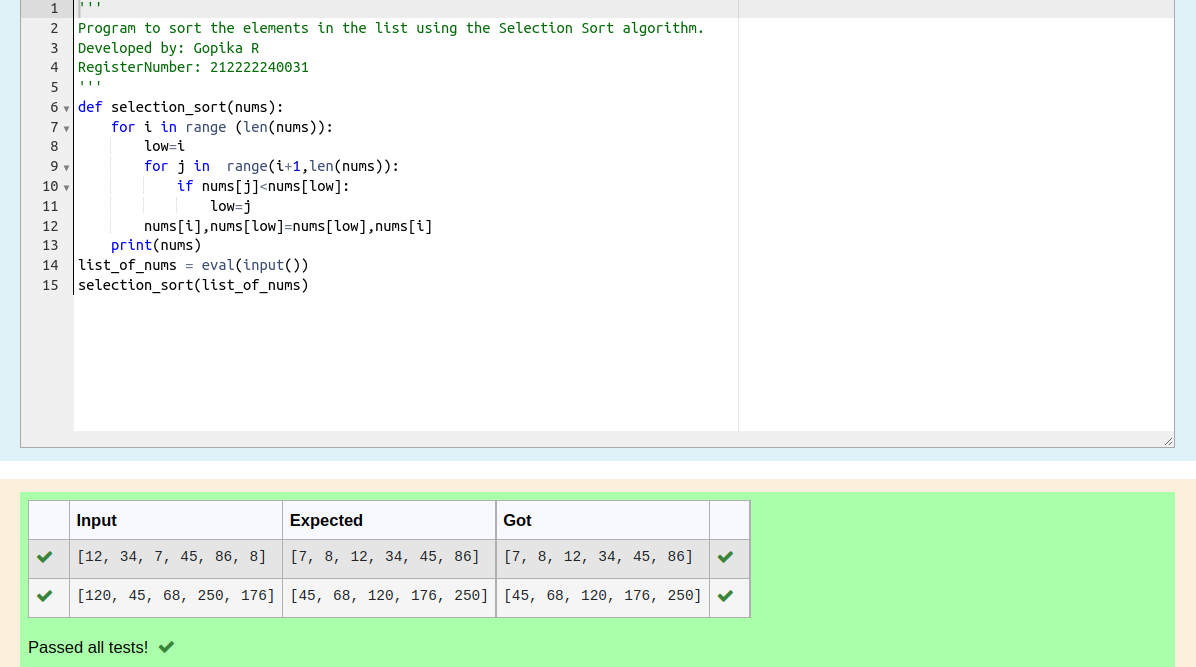 1 '''
2 Program to sort the elements in the list using the Selection Sort algorithm.
3 Developed by: Gopika R
4 RegisterNumber: 212222240031
5 '''
6 def selection_sort(nums):
7     for i in range (len(nums)):
8         low=i
9         for j in  range(i+1,len(nums)):
10             if nums[j]<nums[low]:
11                 low=j
12         nums[i],nums[low]=nums[low],nums[i]
13     print(nums)
14 list_of_nums = eval(input())
15 selection_sort(list_of_nums)
Input Expected Got
[12, 34, 7, 45, 86, 8] [7, 8, 12, 34, 45, 86] [7, 8, 12, 34, 45, 86]
[120, 45, 68, 250, 176] [45, 68, 120, 176, 250] [45, 68, 120, 176, 250]
Passed all tests!